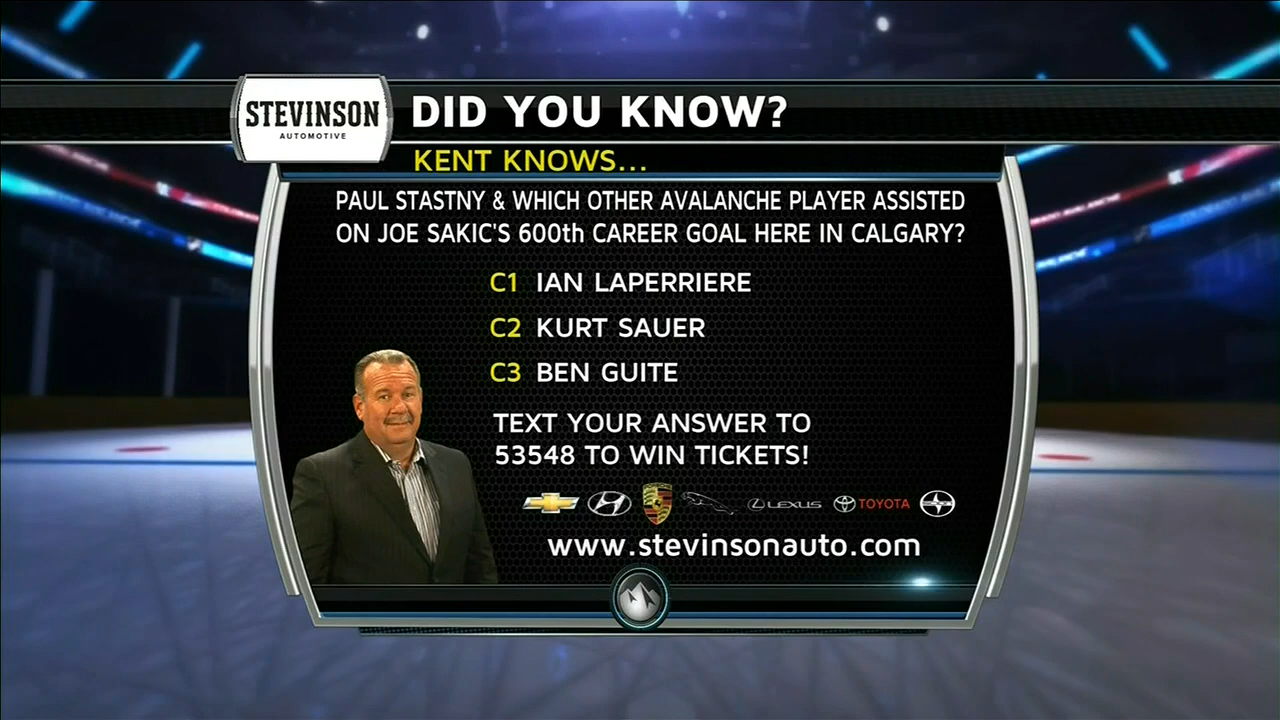 STEVINSON
AUTOMOTIVE
DID YOU KNOW?
KENT KNOWS...
PAUL STASTNY & WHICH OTHER AVALANCHE PLAYER ASSISTED
ON JOE SAKIC'S 600th CAREER GOAL HERE IN CALGARY?
C1 IAN LAPERRIERE
C2 KURT SAUER
C3 BEN GUITE
TEXT YOUR ANSWER TO
53548 TO WIN TICKETS!
LEXUS TOYOTA
www.stevinsonauto.com